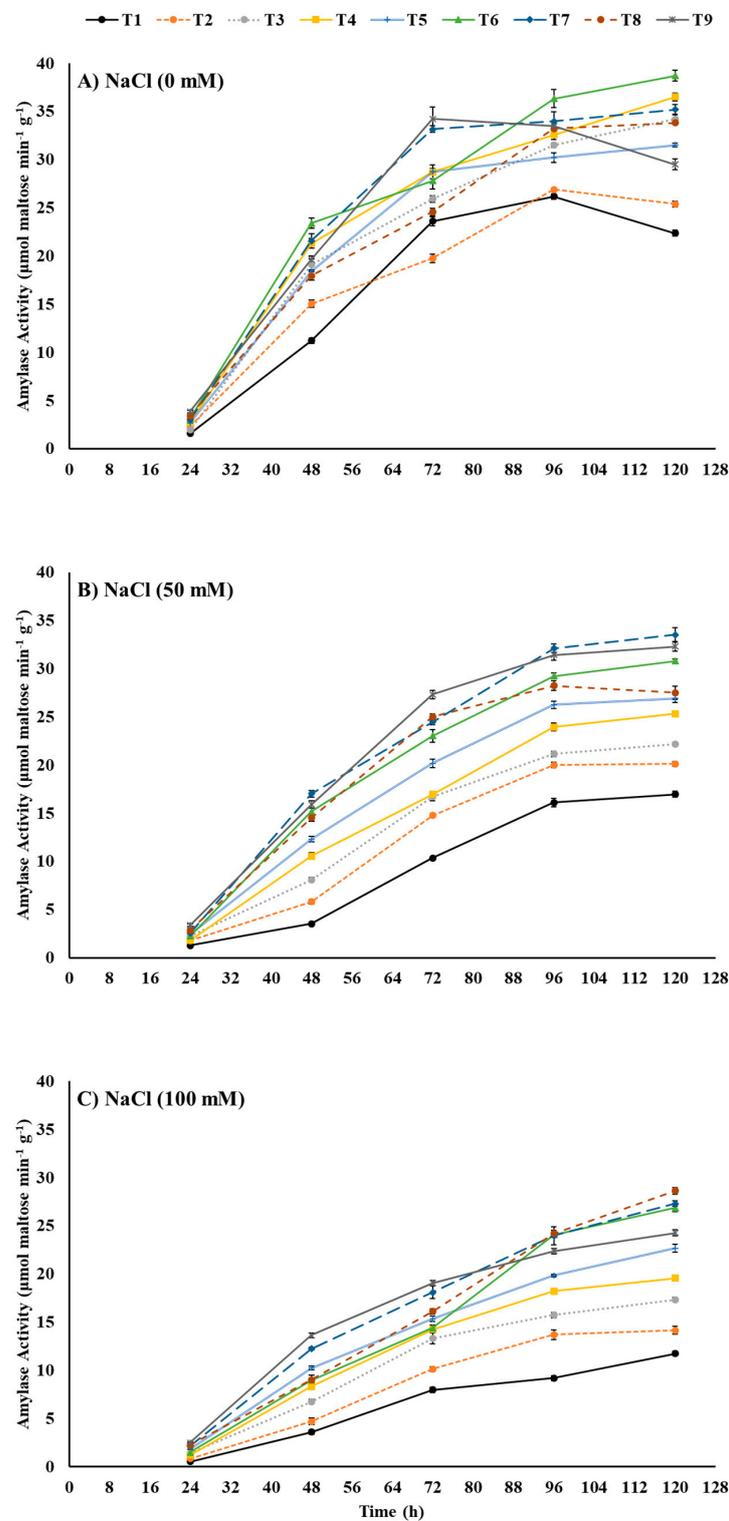 T1 T2 T3 T4 T5 T6 T7 T8 T9
A) NaCl (0 mM)
Amylase Activity (µmol maltose min⁻¹ g⁻¹)
40
35
30
25
20
15
10
5
0
0 8 16 24 32 40 48 56 64 72 80 88 96 104 112 120 128
B) NaCl (50 mM)
Amylase Activity (µmol maltose min⁻¹ g⁻¹)
40
35
30
25
20
15
10
5
0
0 8 16 24 32 40 48 56 64 72 80 88 96 104 112 120 128
C) NaCl (100 mM)
Amylase Activity (µmol maltose min⁻¹ g⁻¹)
40
35
30
25
20
15
10
5
0
0 8 16 24 32 40 48 56 64 72 80 88 96 104 112 120 128
Time (h)